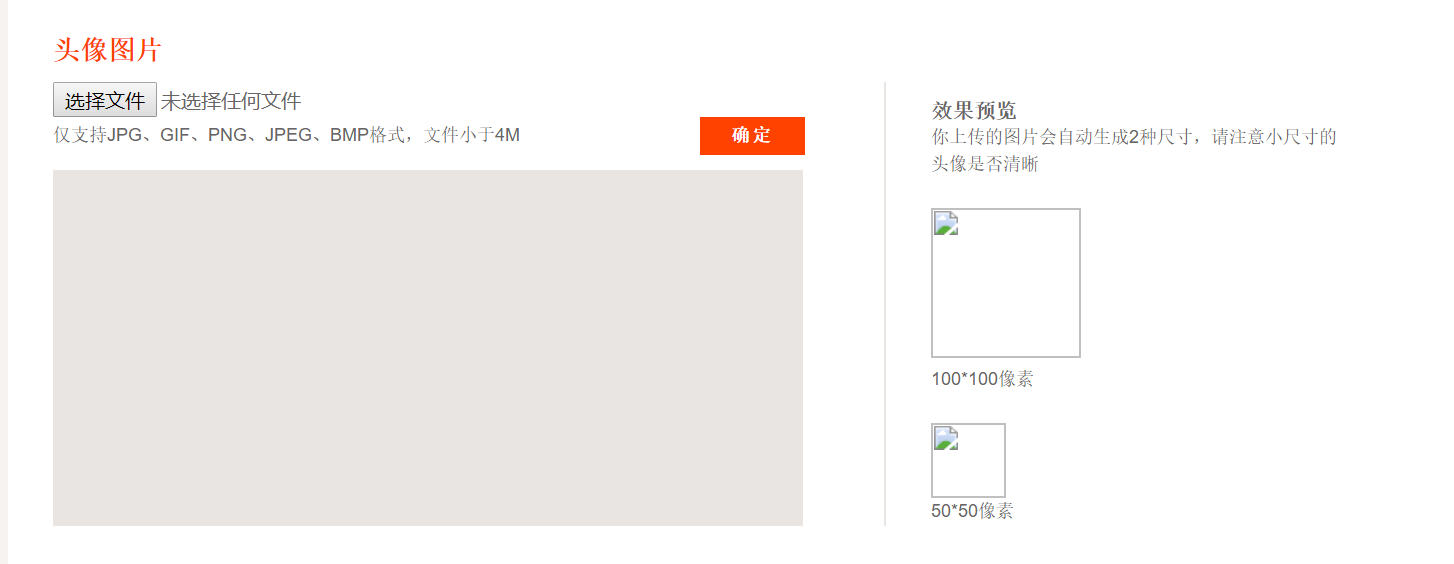 头像图片
选择文件 未选择任何文件
仅支持JPG、GIF、PNG、JPEG、BMP格式，文件小于4M
确定
效果预览
你上传的图片会自动生成2种尺寸，请注意小尺寸的
头像是否清晰
100*100像素
50*50像素